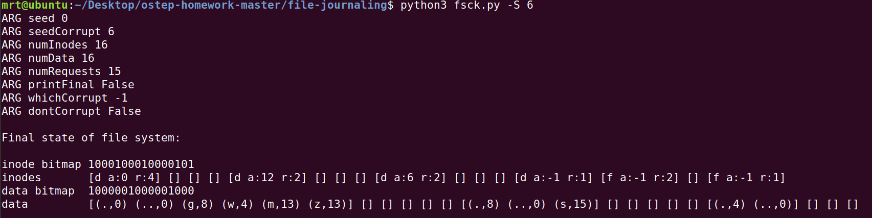 mrt@ubuntu:~/Desktop/ostep-homework-master/file-journaling$ python3 fsck.py -S 6
ARG seed 0
ARG seedCorrupt 6
ARG numInodes 16
ARG numData 16
ARG numRequests 15
ARG printFinal False
ARG whichCorrupt -1
ARG dontCorrupt False
Final state of file system:
inode bitmap 1000100010000101
inodes       [d a:0 r:4] [] [] [] [d a:12 r:2] [] [] [] [d a:6 r:2] [] [] [] [d a:-1 r:1] [f a:-1 r:2] [] [f a:-1 r:1]
data bitmap  1000001000001000
data         [(.,0) (..,0) (g,8) (w,4) (m,13) (z,13)] [] [] [] [] [] [(.,8) (..,0) (s,15)] [] [] [] [] [] [(.,4) (..,0)] [] [] []